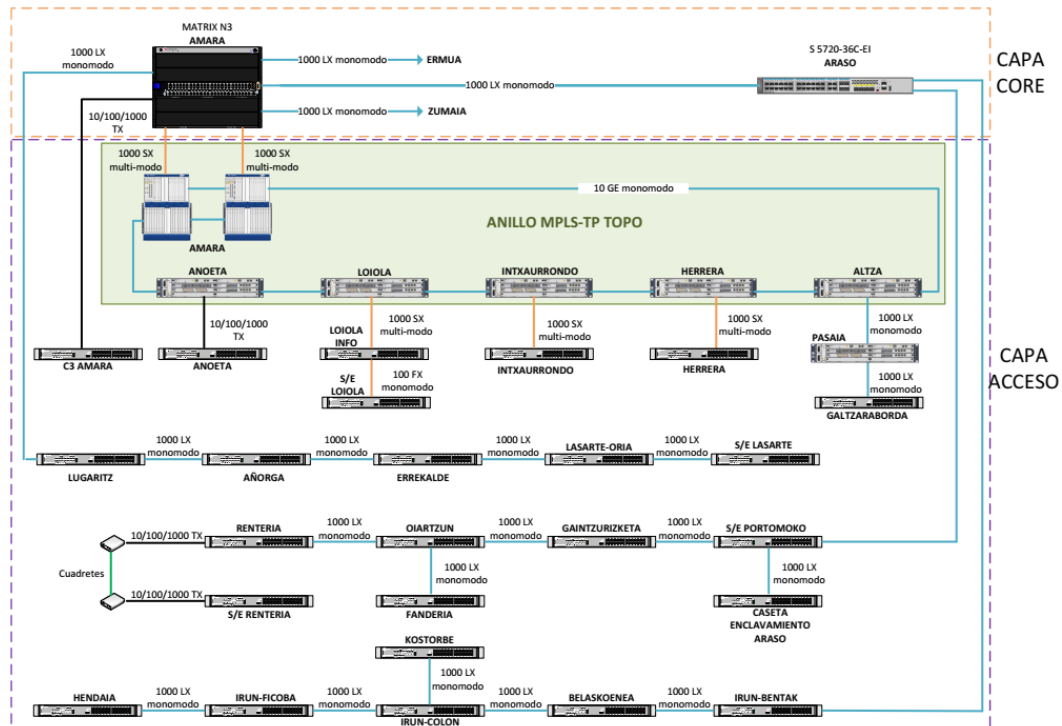 MATRIX N3
AMARA
1000 LX
monomodo
1000 LX monomodo
ERMUA
S 5720-36C-EI
ARASO
CAPA
CORE
1000 LX monomodo
10/100/1000
TX
1000 LX monomodo
ZUMAIA
1000 SX
multi-modo
1000 SX
multi-modo
10 GE monomodo
ANILLO MPLS-TP TOPO
AMARA
ANOETA
LOIOLA
INTXAURRONDO
HERRERA
ALTZA
10/100/1000
TX
1000 SX
multi-modo
1000 SX
multi-modo
1000 SX
multi-modo
1000 LX
monomodo
LOIOLA
INFO
PASAIA
C3 AMARA
ANOETA
INTXAURRONDO
HERRERA
CAPA
ACCESO
S/E
LOIOLA
100 FX
monomodo
1000 LX
monomodo
GALTZARABORDA
LUGARITZ
1000 LX
monomodo
AÑORGA
1000 LX
monomodo
ERREKALDE
1000 LX
monomodo
LASARTE-ORIA
1000 LX
monomodo
S/E LASARTE
10/100/1000 TX
RENTERIA
1000 LX
monomodo
OIARTZUN
1000 LX
monomodo
GAINTZURIZKETA
1000 LX
monomodo
S/E PORTOMOKO
Cuadretes
1000 LX
monomodo
1000 LX
monomodo
10/100/1000 TX
S/E RENTERIA
FANDERIA
CASETA
ENCLAVAMIENTO
ARASO
KOSTORBE
1000 LX
monomodo
HENDAIA
1000 LX
monomodo
IRUN-FICOBA
1000 LX
monomodo
IRUN-COLON
1000 LX
monomodo
BELASKOENEA
1000 LX
monomodo
IRUN-BENTAK